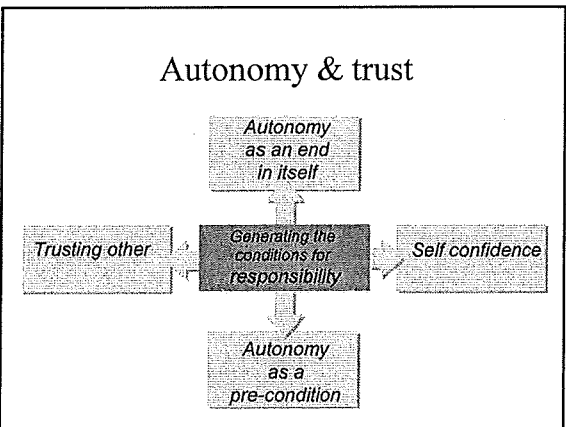 Autonomy & trust
Autonomy
as an end
in itself
Trusting other
Generating the
conditions for
responsibility
Self confidence
Autonomy
as a
pre-condition